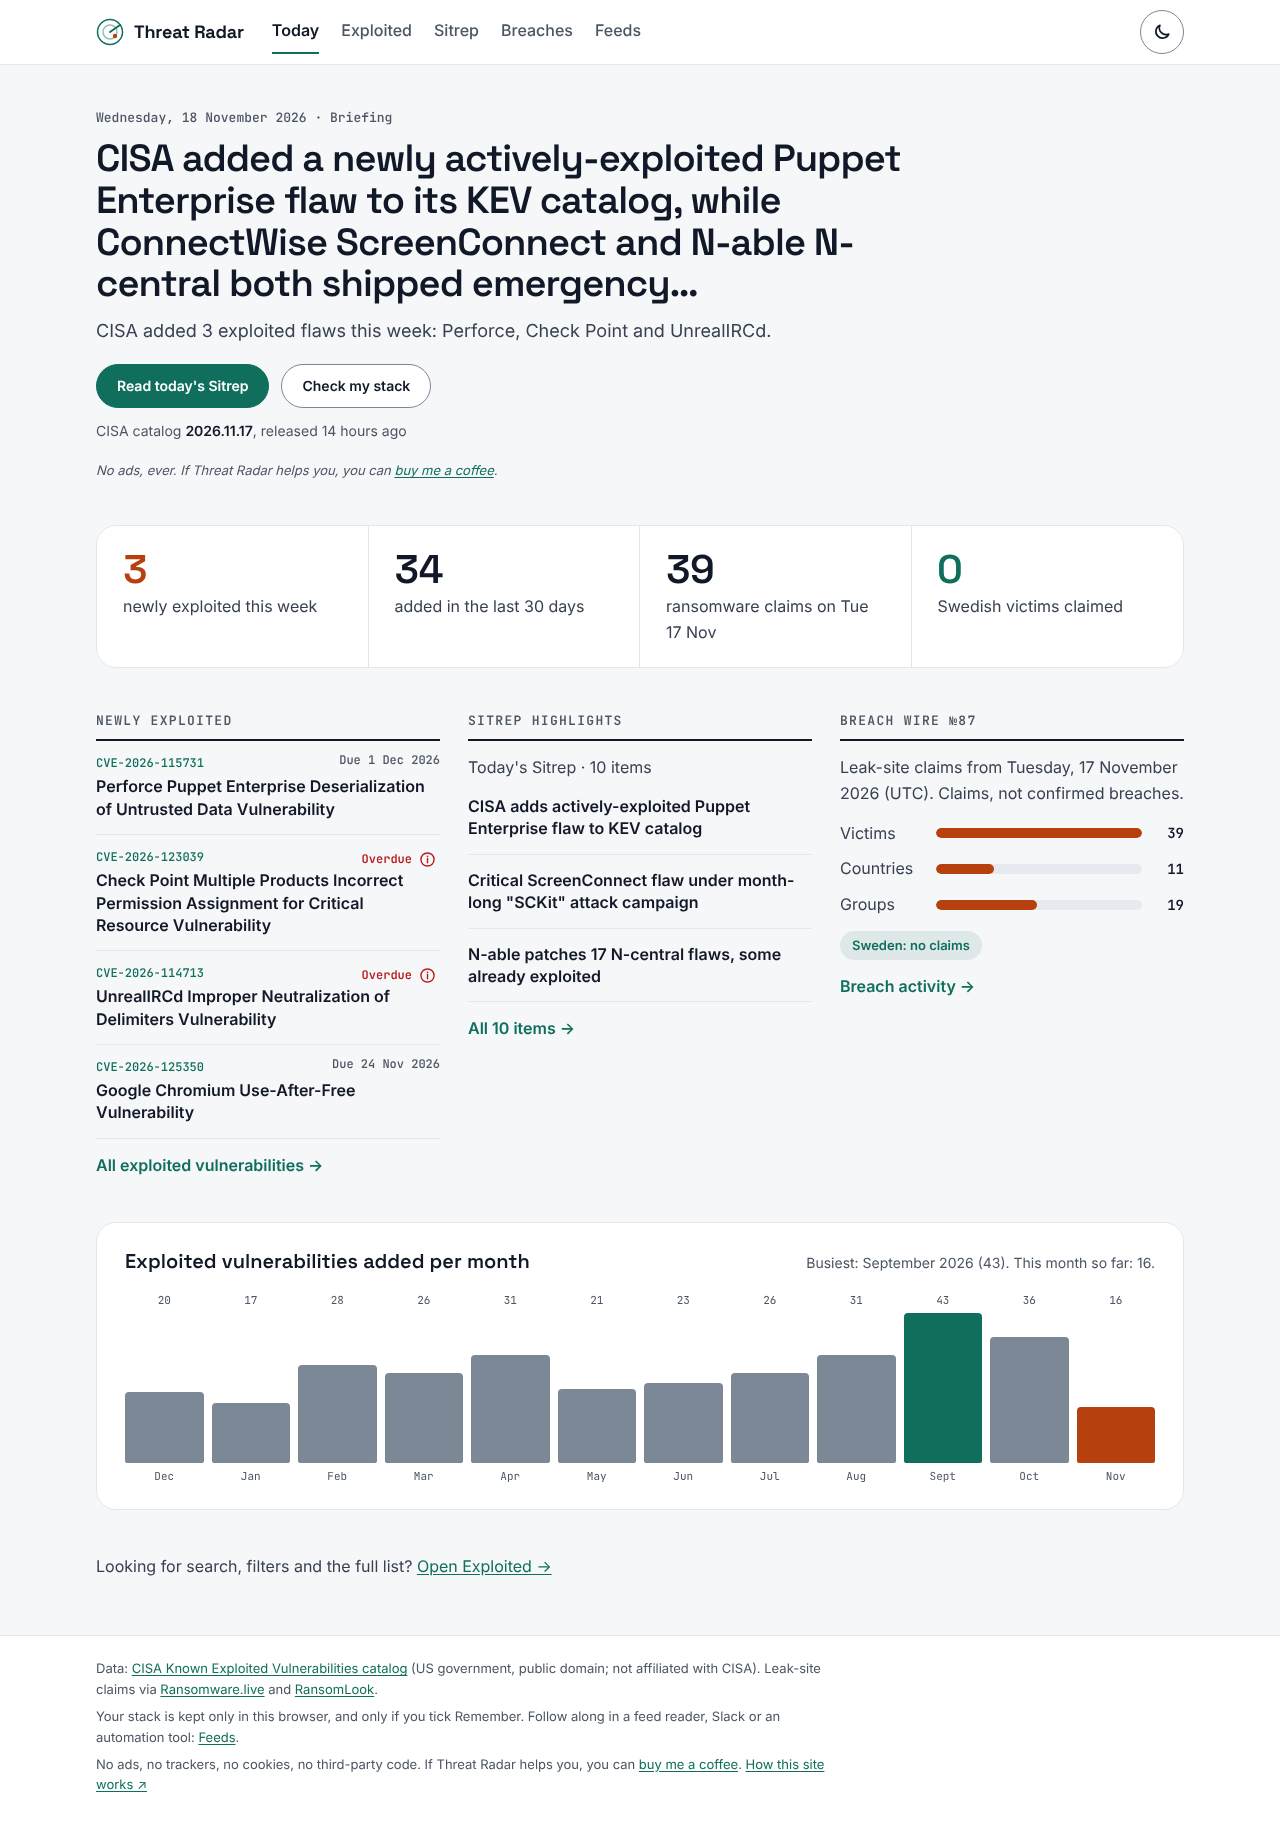 Threat Radar
Today
Exploited
Sitrep
Breaches
Feeds
Wednesday, 18 November 2026 · Briefing
CISA added a newly actively-exploited Puppet
Enterprise flaw to its KEV catalog, while
ConnectWise ScreenConnect and N-able N-
central both shipped emergency…
CISA added 3 exploited flaws this week: Perforce, Check Point and UnrealIRCd.
Read today's Sitrep
Check my stack
CISA catalog 2026.11.17, released 14 hours ago
No ads, ever. If Threat Radar helps you, you can buy me a coffee.
3
newly exploited this week
34
added in the last 30 days
39
ransomware claims on Tue
17 Nov
0
Swedish victims claimed
NEWLY EXPLOITED
CVE-2026-115731
Due 1 Dec 2026
Perforce Puppet Enterprise Deserialization
of Untrusted Data Vulnerability
CVE-2026-123039
Overdue
Check Point Multiple Products Incorrect
Permission Assignment for Critical
Resource Vulnerability
CVE-2026-114713
Overdue
UnrealIRCd Improper Neutralization of
Delimiters Vulnerability
CVE-2026-125350
Due 24 Nov 2026
Google Chromium Use-After-Free
Vulnerability
All exploited vulnerabilities →
SITREP HIGHLIGHTS
Today's Sitrep · 10 items
CISA adds actively-exploited Puppet
Enterprise flaw to KEV catalog
Critical ScreenConnect flaw under month-
long "SCKit" attack campaign
N-able patches 17 N-central flaws, some
already exploited
All 10 items →
BREACH WIRE №87
Leak-site claims from Tuesday, 17 November
2026 (UTC). Claims, not confirmed breaches.
Victims 39
Countries 11
Groups 19
Sweden: no claims
Breach activity →
Exploited vulnerabilities added per month
Busiest: September 2026 (43). This month so far: 16.
20 17 28 26 31 21 23 26 31 43 36 16
Dec Jan Feb Mar Apr May Jun Jul Aug Sept Oct Nov
Looking for search, filters and the full list? Open Exploited →
Data: CISA Known Exploited Vulnerabilities catalog (US government, public domain; not affiliated with CISA). Leak-site
claims via Ransomware.live and RansomLook.
Your stack is kept only in this browser, and only if you tick Remember. Follow along in a feed reader, Slack or an
automation tool: Feeds.
No ads, no trackers, no cookies, no third-party code. If Threat Radar helps you, you can buy me a coffee. How this site
works ↗